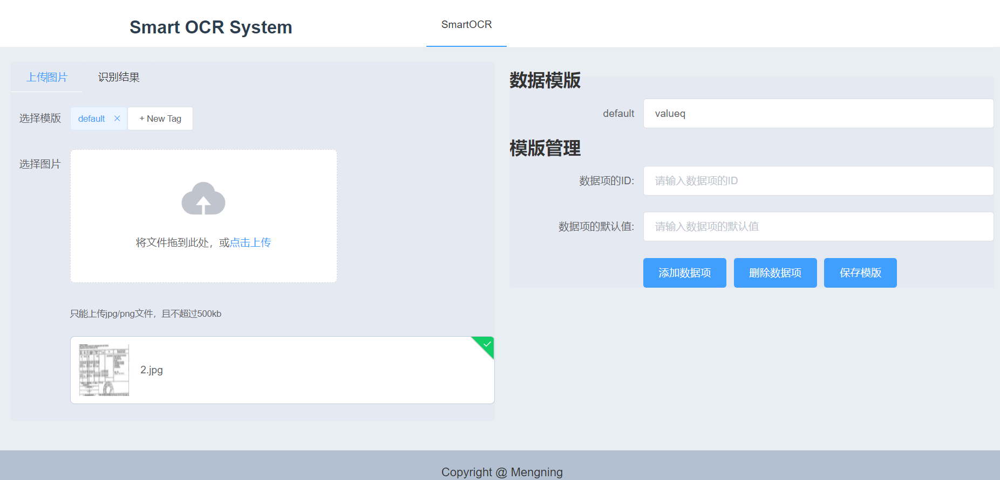 Smart OCR System
SmartOCR
上传图片
识别结果
选择模版
default
+ New Tag
选择图片
将文件拖到此处，或点击上传
只能上传jpg/png文件，且不超过500kb
2.jpg
数据模版
default
valueq
模版管理
数据项的ID:
请输入数据项的ID
数据项的默认值:
请输入数据项的默认值
添加数据项
删除数据项
保存模版
Copyright @ Mengning